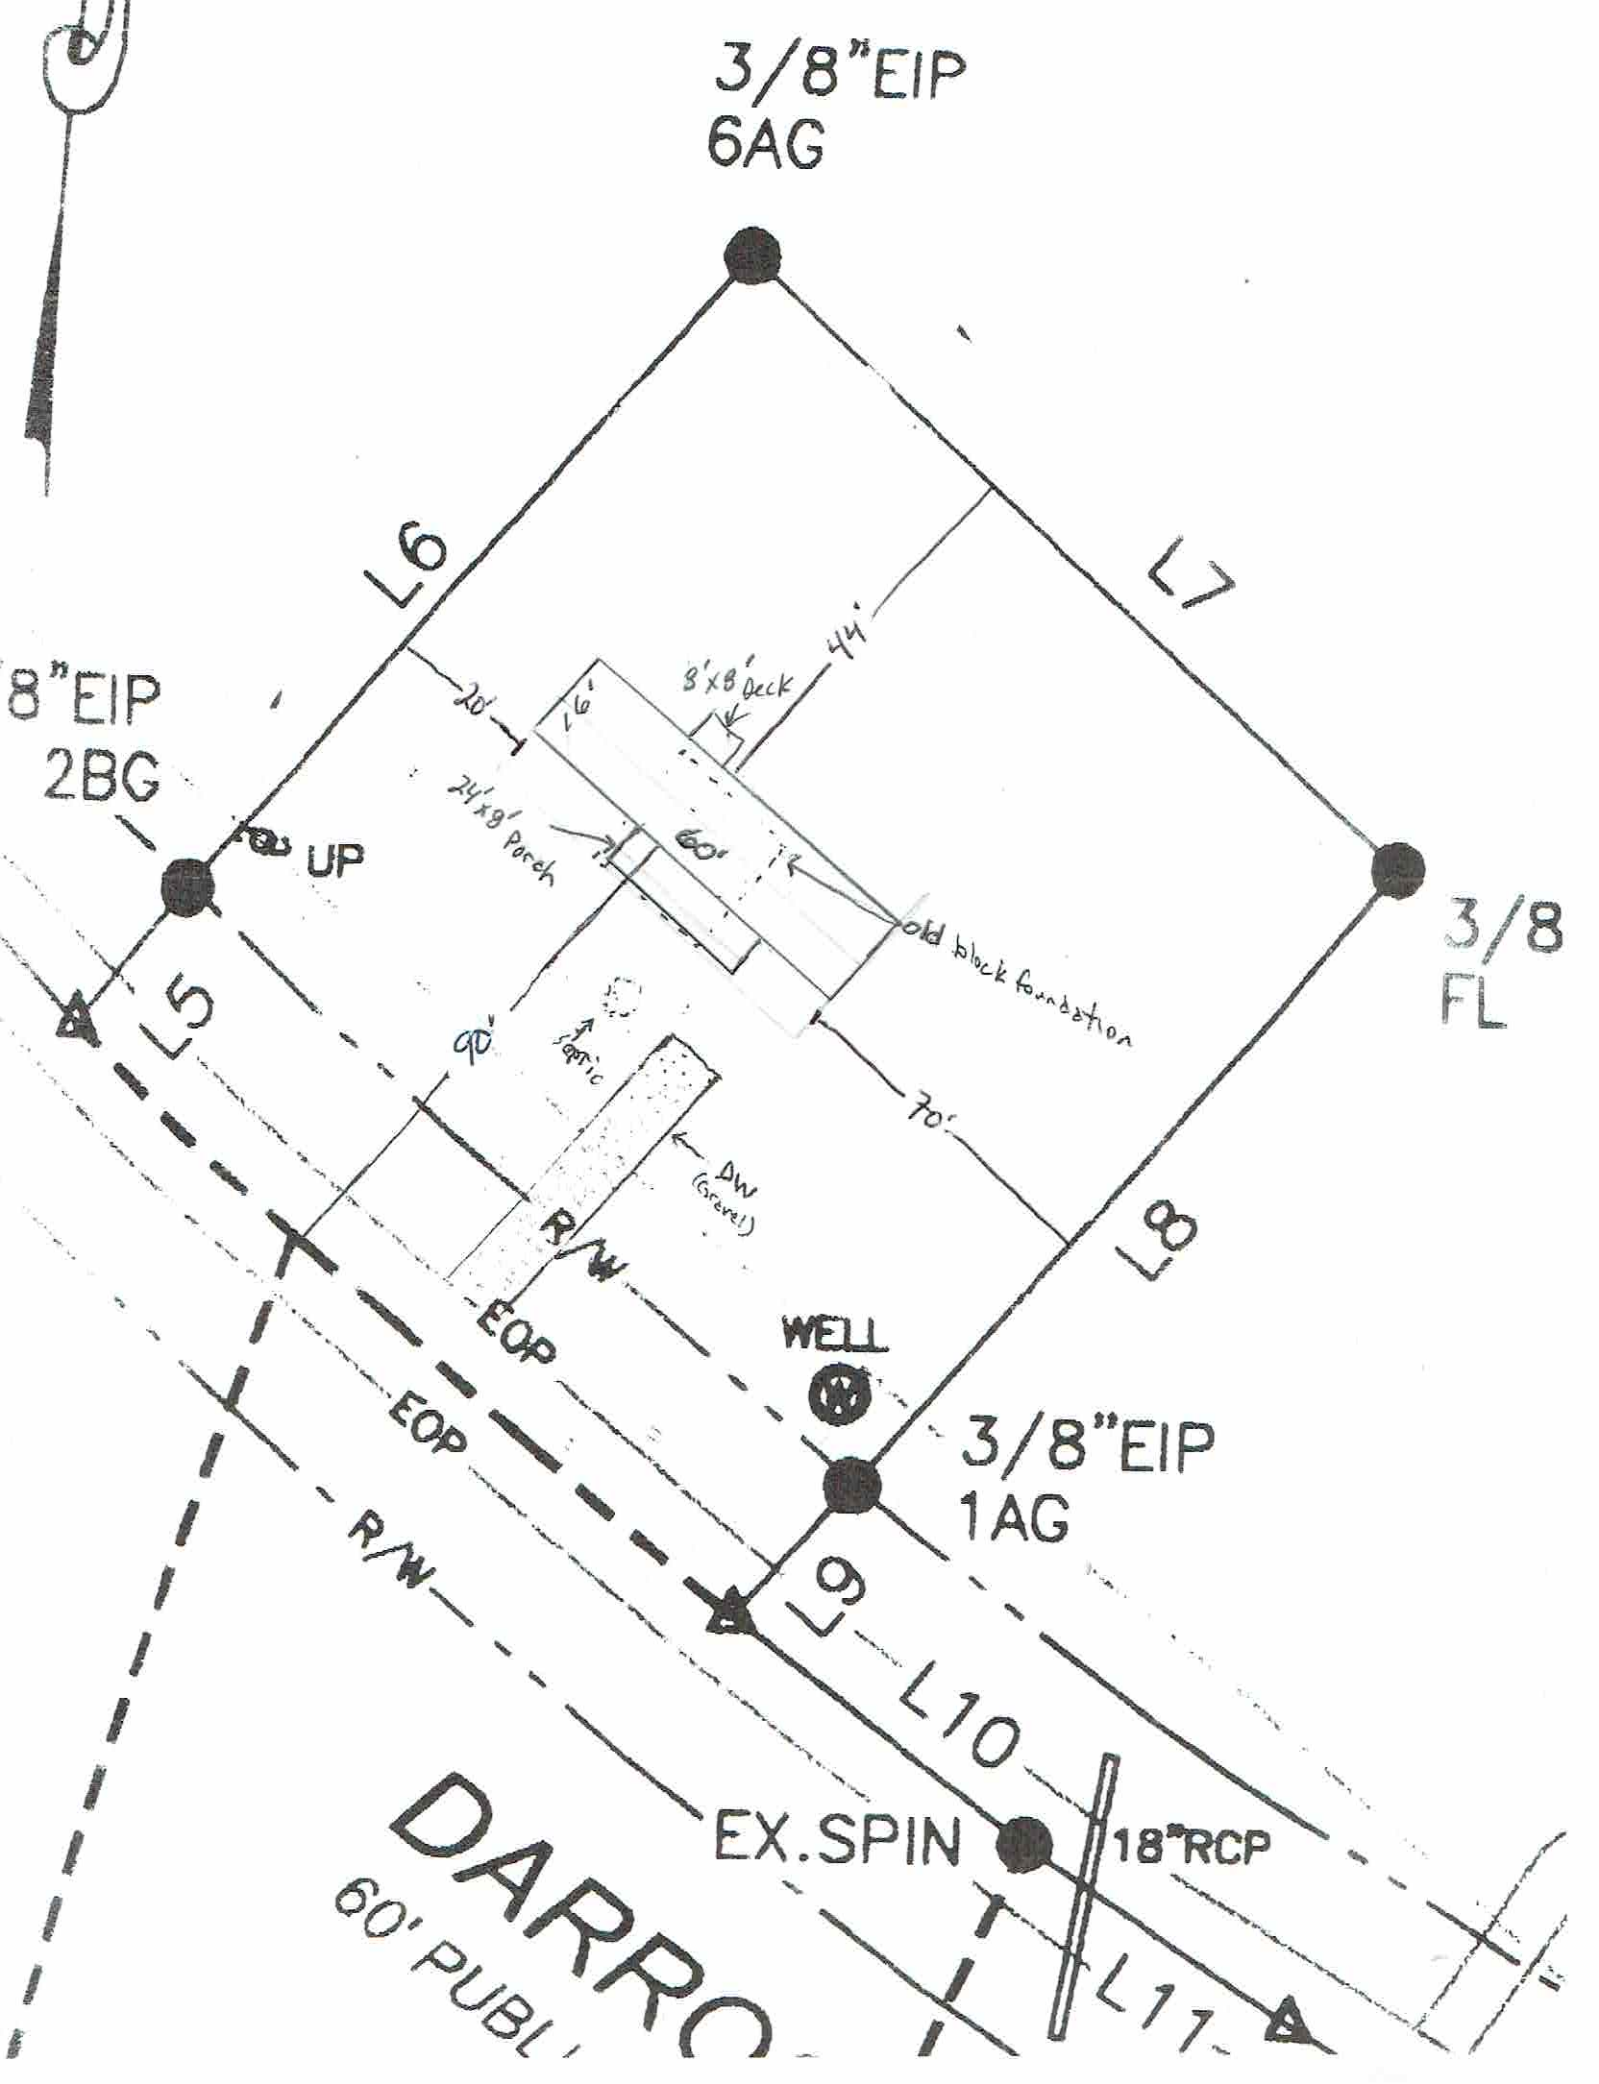 3/8"EIP
6AG
L6
L7
44'
8'x8' Deck
20'
16'
8"EIP
2BG
UP
24'x8' Porch
60'
old block foundation
3/8
FL
L5
90'
septic
70'
DW
(Gravel)
L8
R/W
EOP
WELL
W
EOP
3/8"EIP
1AG
R/W
L9
L10
EX.SPIN
18"RCP
DARRO
60' PUBLI
L11